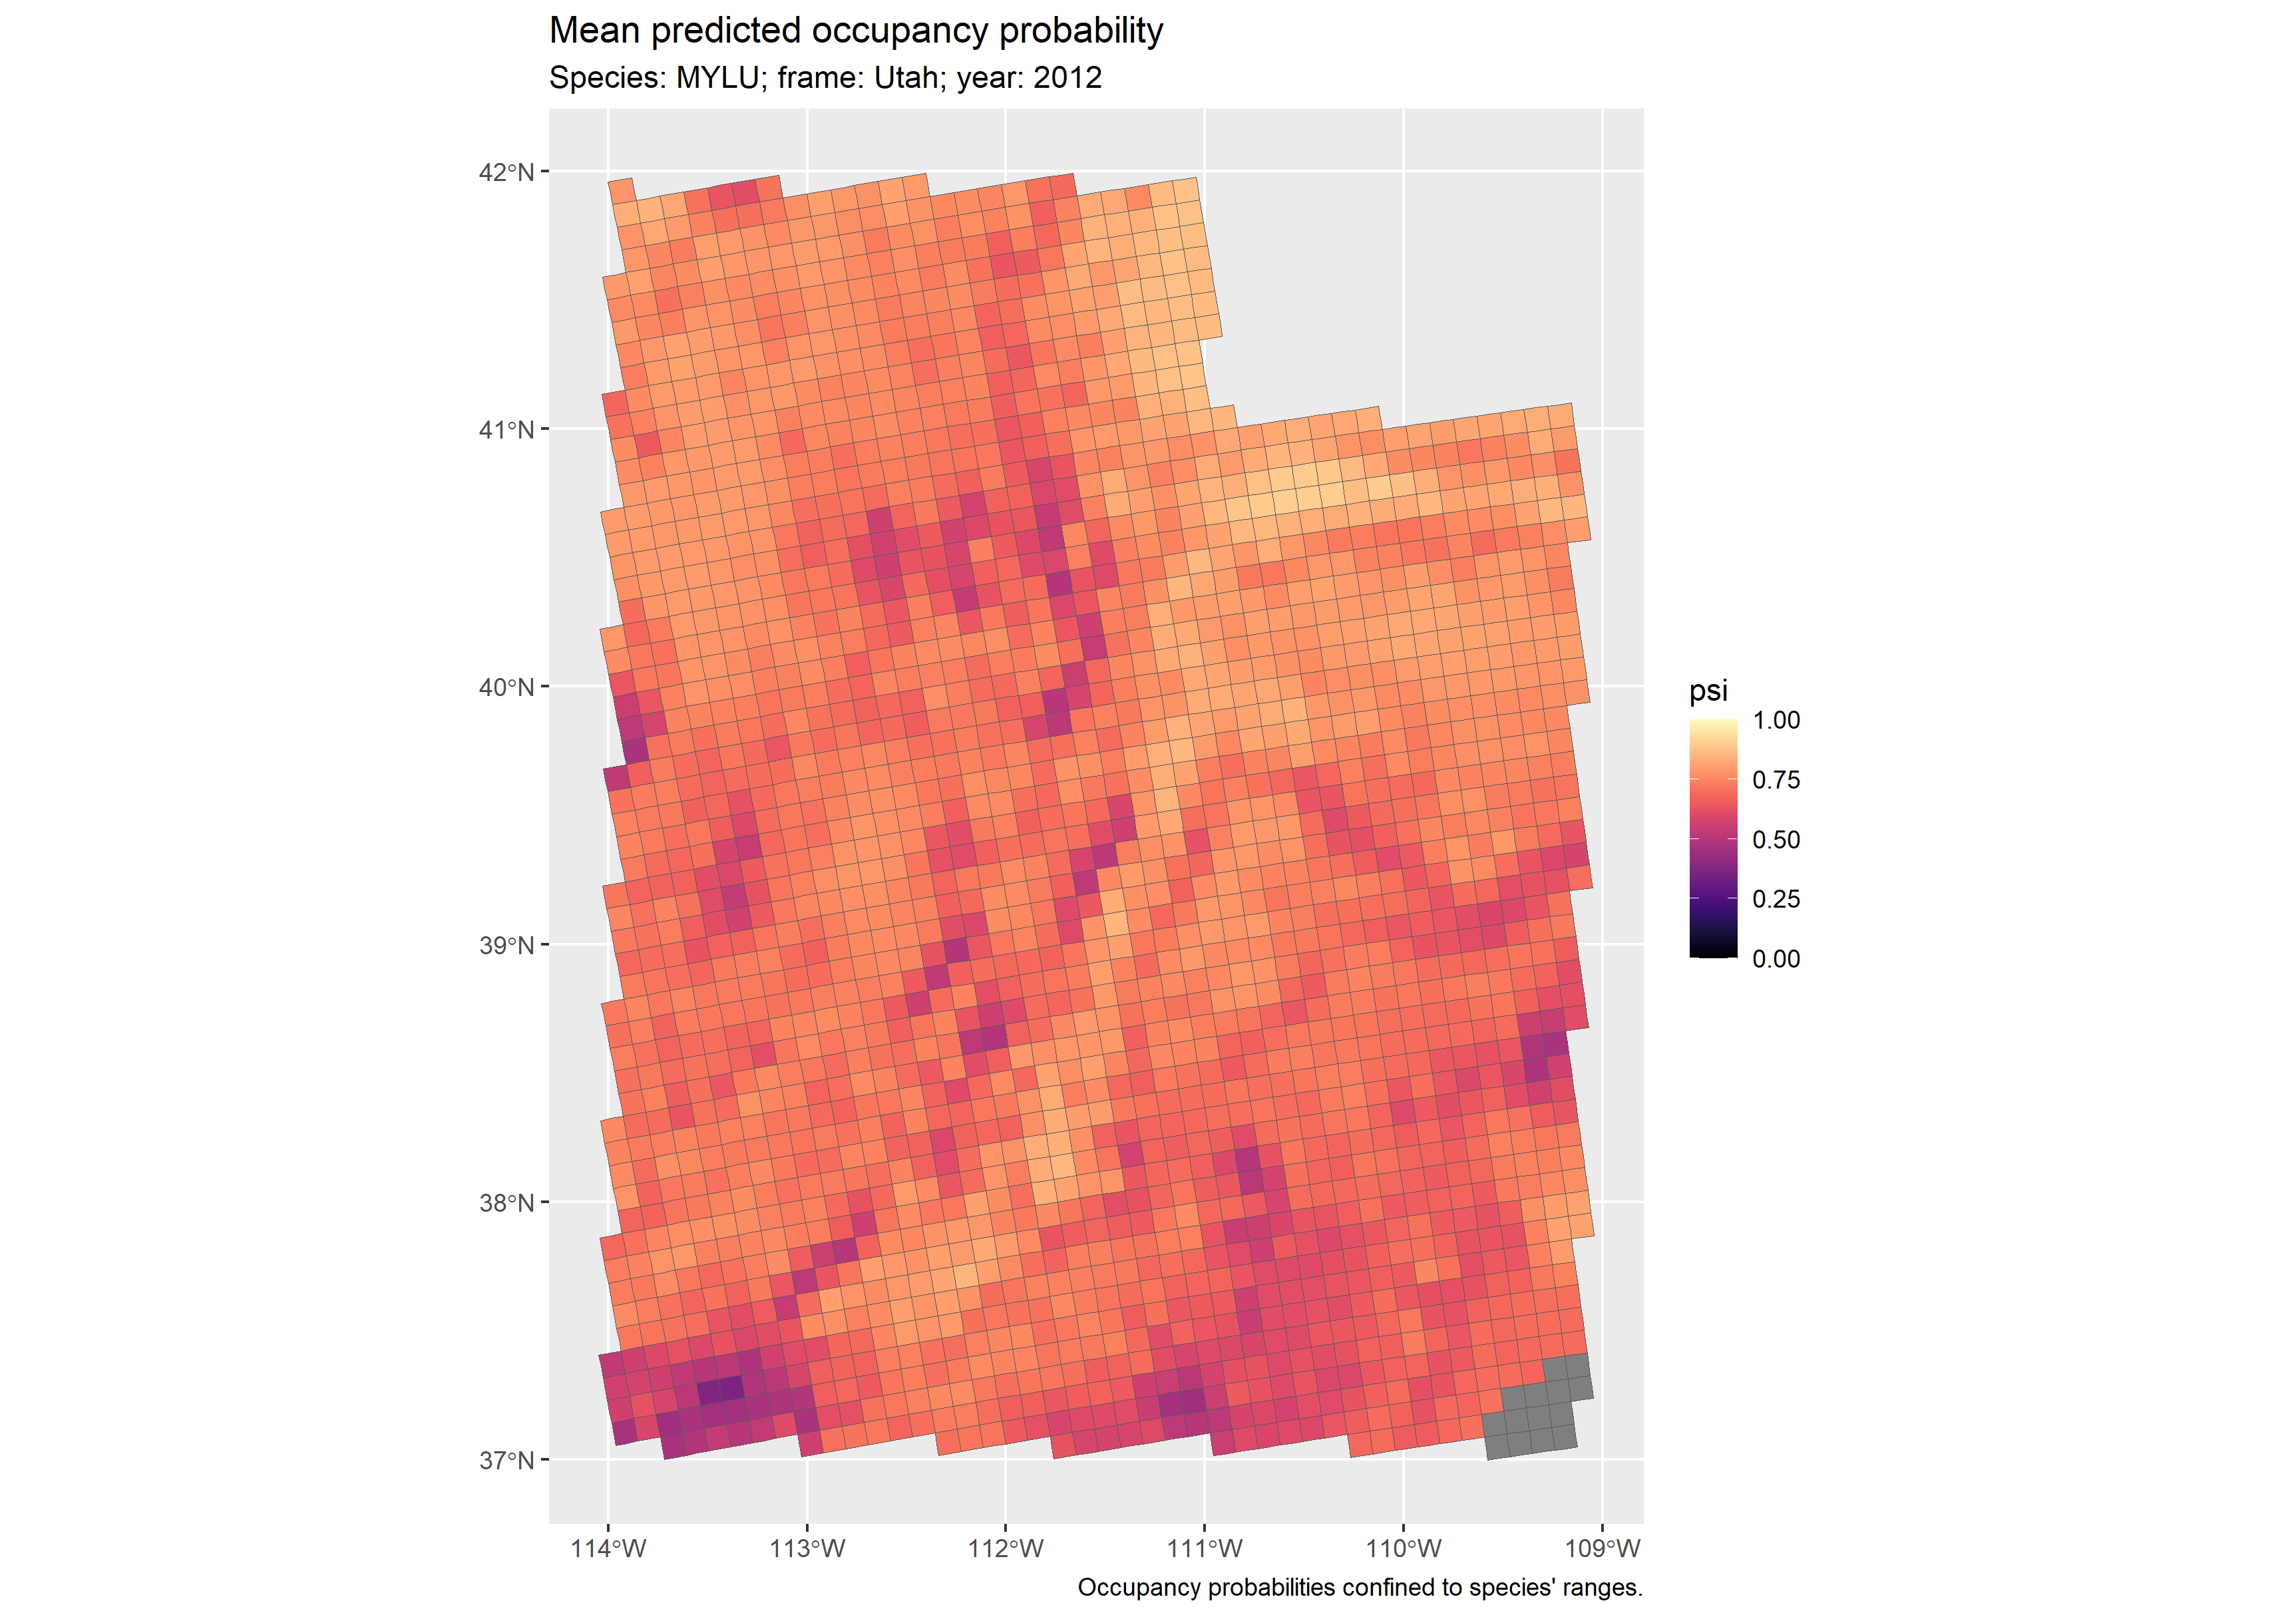 Mean predicted occupancy probability
Species: MYLU; frame: Utah; year: 2012
42°N
41°N
40°N
39°N
38°N
37°N
114°W
113°W
112°W
111°W
110°W
109°W
psi
1.00
0.75
0.50
0.25
0.00
Occupancy probabilities confined to species' ranges.